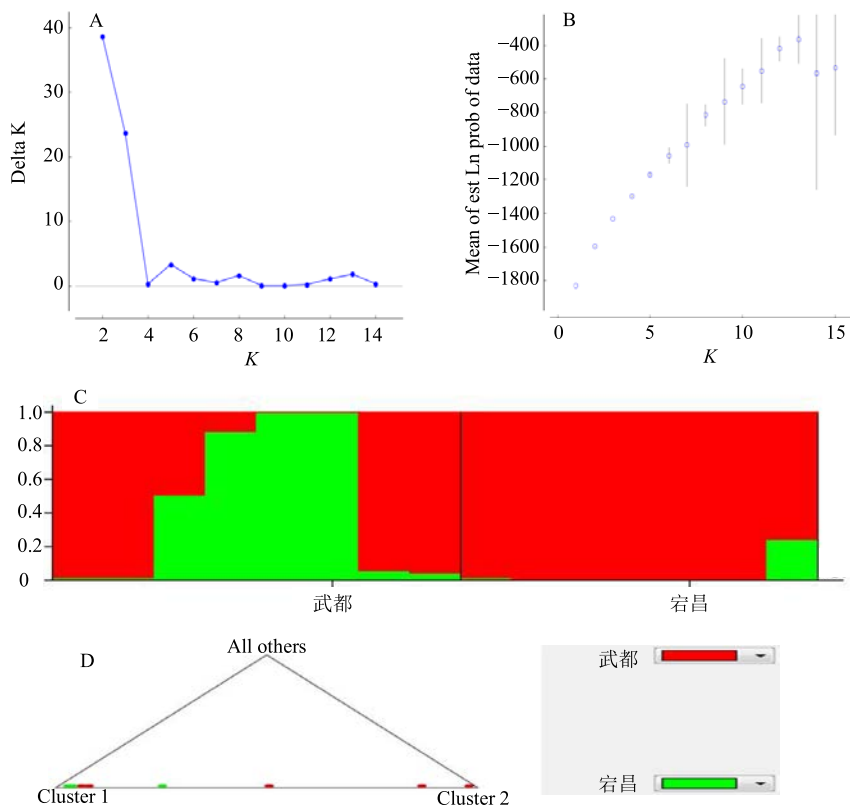 A
40
30
20
10
0
Delta K
2 4 6 8 10 12 14
K
B
−400
−600
−800
−1000
−1200
−1400
−1600
−1800
Mean of est Ln prob of data
0 5 10 15
K
C
1.0
0.8
0.6
0.4
0.2
0
武都 宕昌
D
All others
Cluster 1
Cluster 2
武都
宕昌